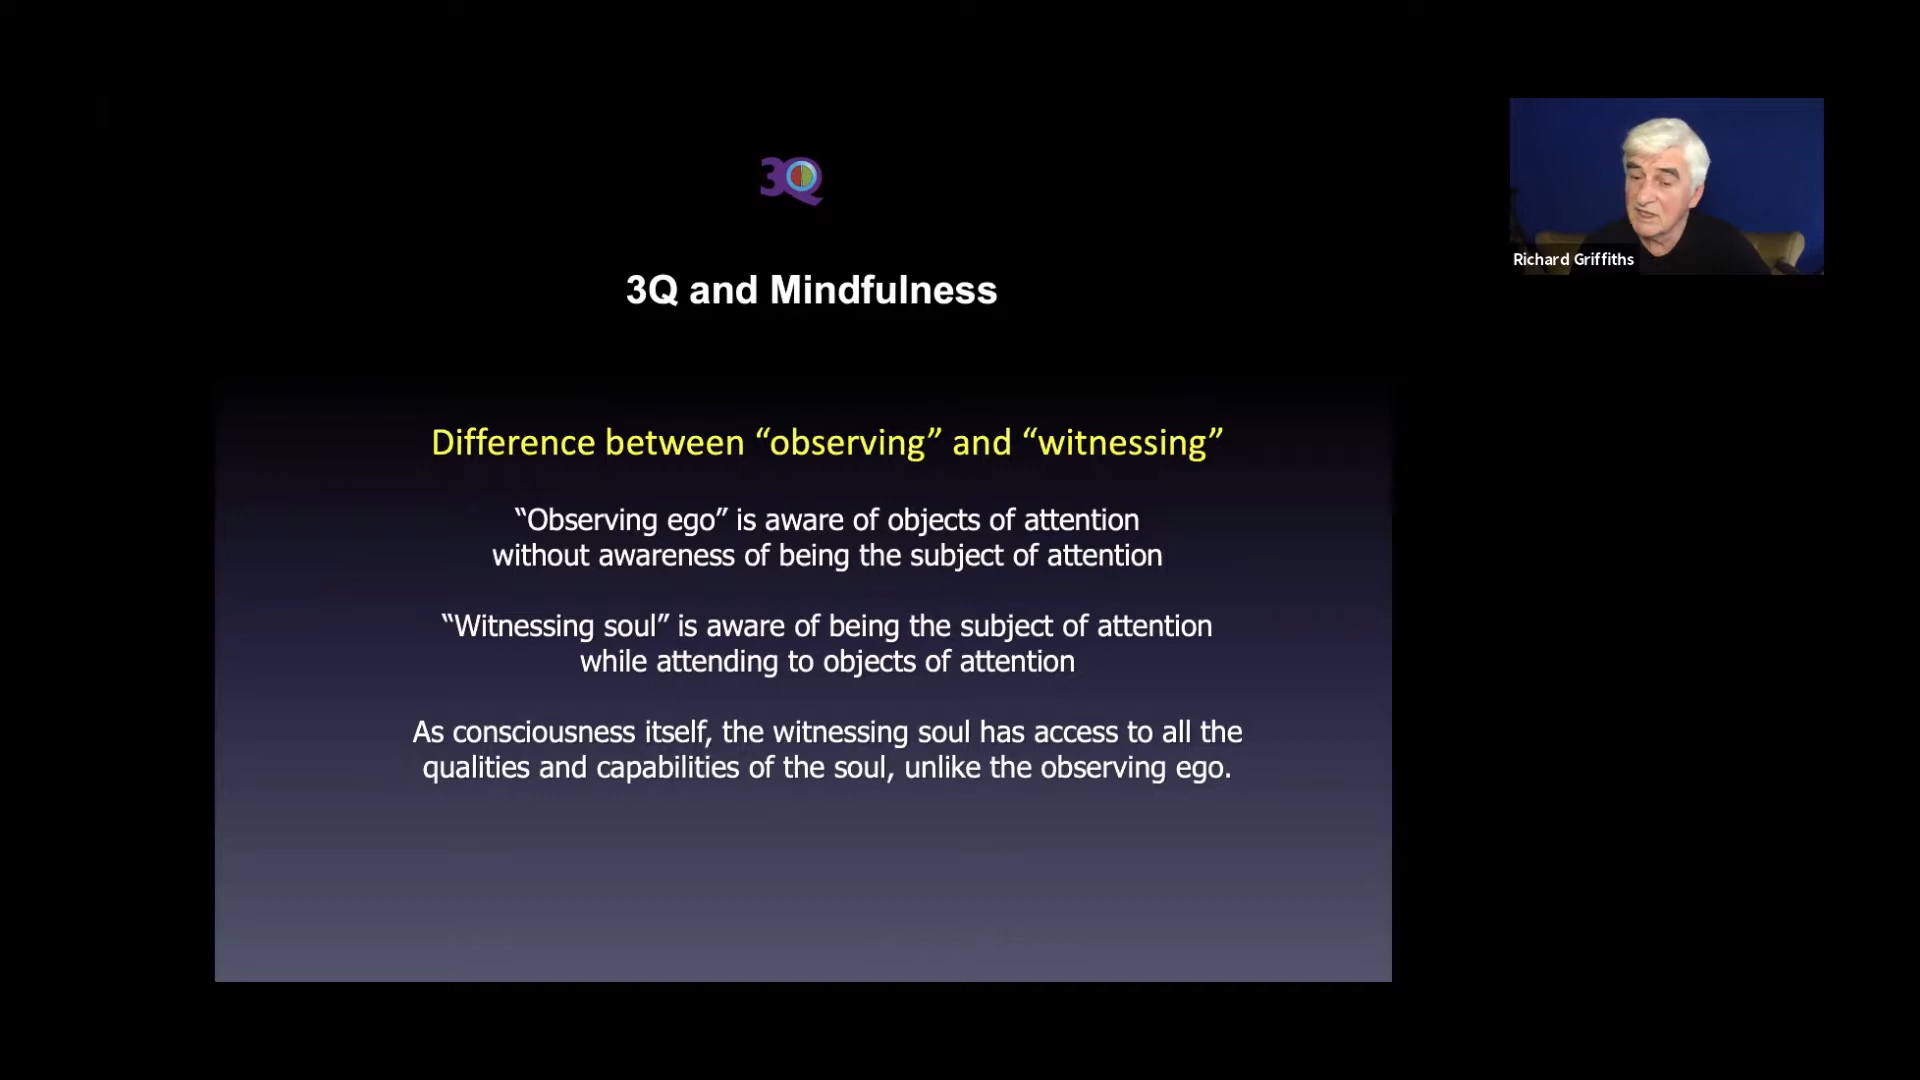 3Q
3Q and Mindfulness
Richard Griffiths
Difference between “observing” and “witnessing”
“Observing ego” is aware of objects of attention
without awareness of being the subject of attention
“Witnessing soul” is aware of being the subject of attention
while attending to objects of attention
As consciousness itself, the witnessing soul has access to all the
qualities and capabilities of the soul, unlike the observing ego.